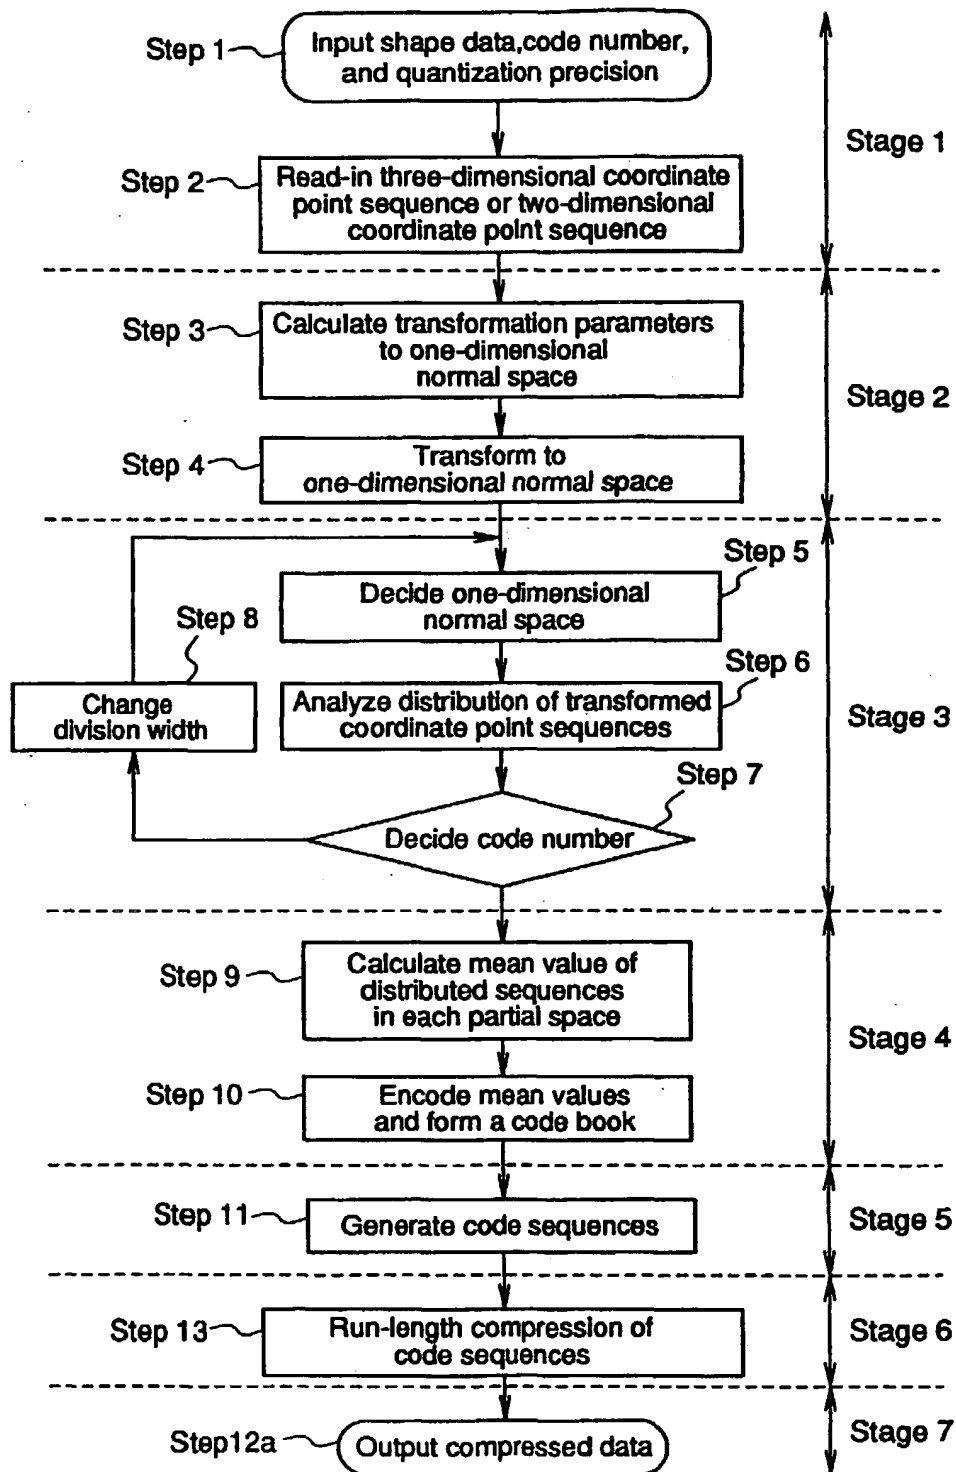 Step 1
Input shape data,code number,
and quantization precision
Stage 1
Step 2
Read-in three-dimensional coordinate
point sequence or two-dimensional
coordinate point sequence
Step 3
Calculate transformation parameters
to one-dimensional
normal space
Stage 2
Step 4
Transform to
one-dimensional normal space
Step 5
Decide one-dimensional
normal space
Step 8
Change
division width
Step 6
Analyze distribution of transformed
coordinate point sequences
Stage 3
Step 7
Decide code number
Step 9
Calculate mean value of
distributed sequences
in each partial space
Stage 4
Step 10
Encode mean values
and form a code book
Step 11
Generate code sequences
Stage 5
Step 13
Run-length compression of
code sequences
Stage 6
Step12a
Output compressed data
Stage 7